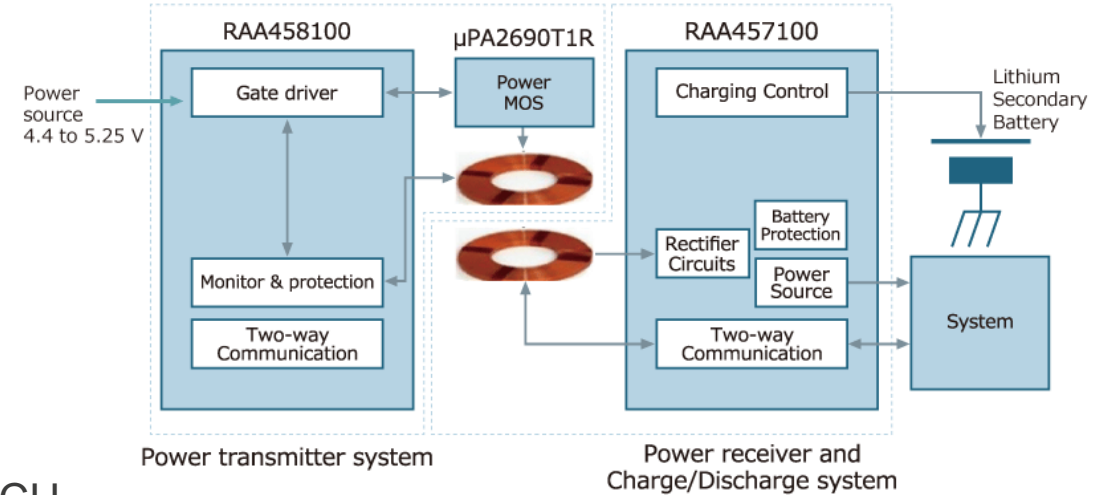 RAA458100
µPA2690T1R
RAA457100
Power
source
4.4 to 5.25 V
Gate driver
Power
MOS
Charging Control
Lithium
Secondary
Battery
Monitor & protection
Two-way
Communication
Rectifier
Circuits
Battery
Protection
Power
Source
Two-way
Communication
System
Power transmitter system
Power receiver and
Charge/Discharge system